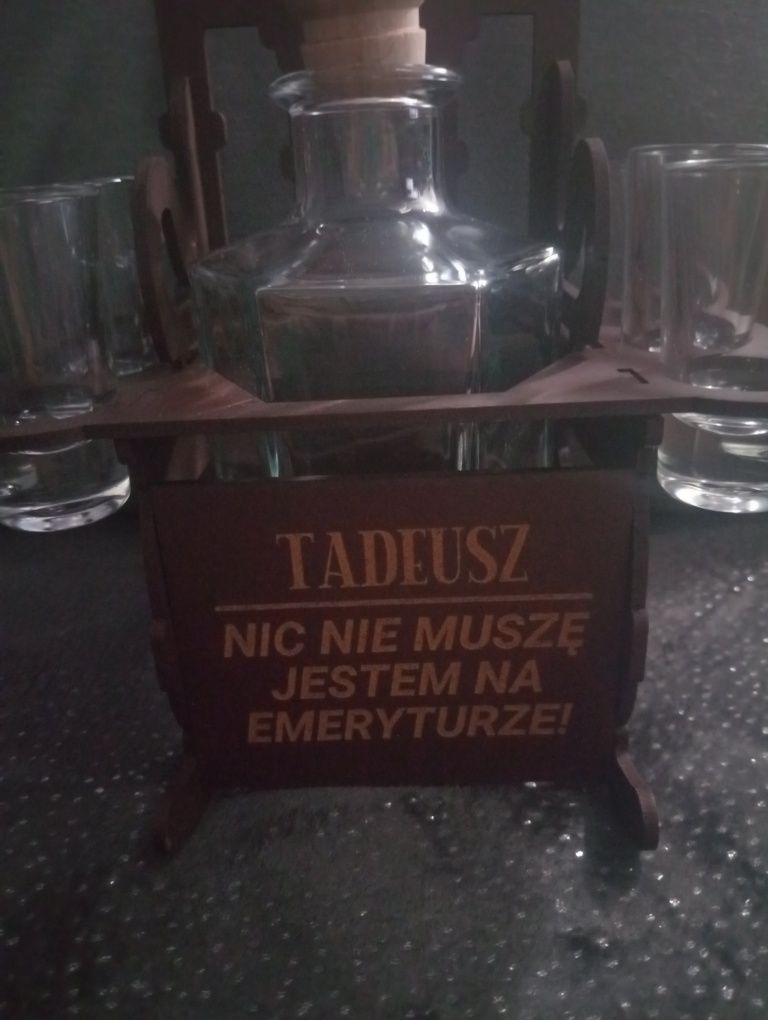 TADEUSZ
NIC NIE MUSZĘ
JESTEM NA
EMERYTURZE!